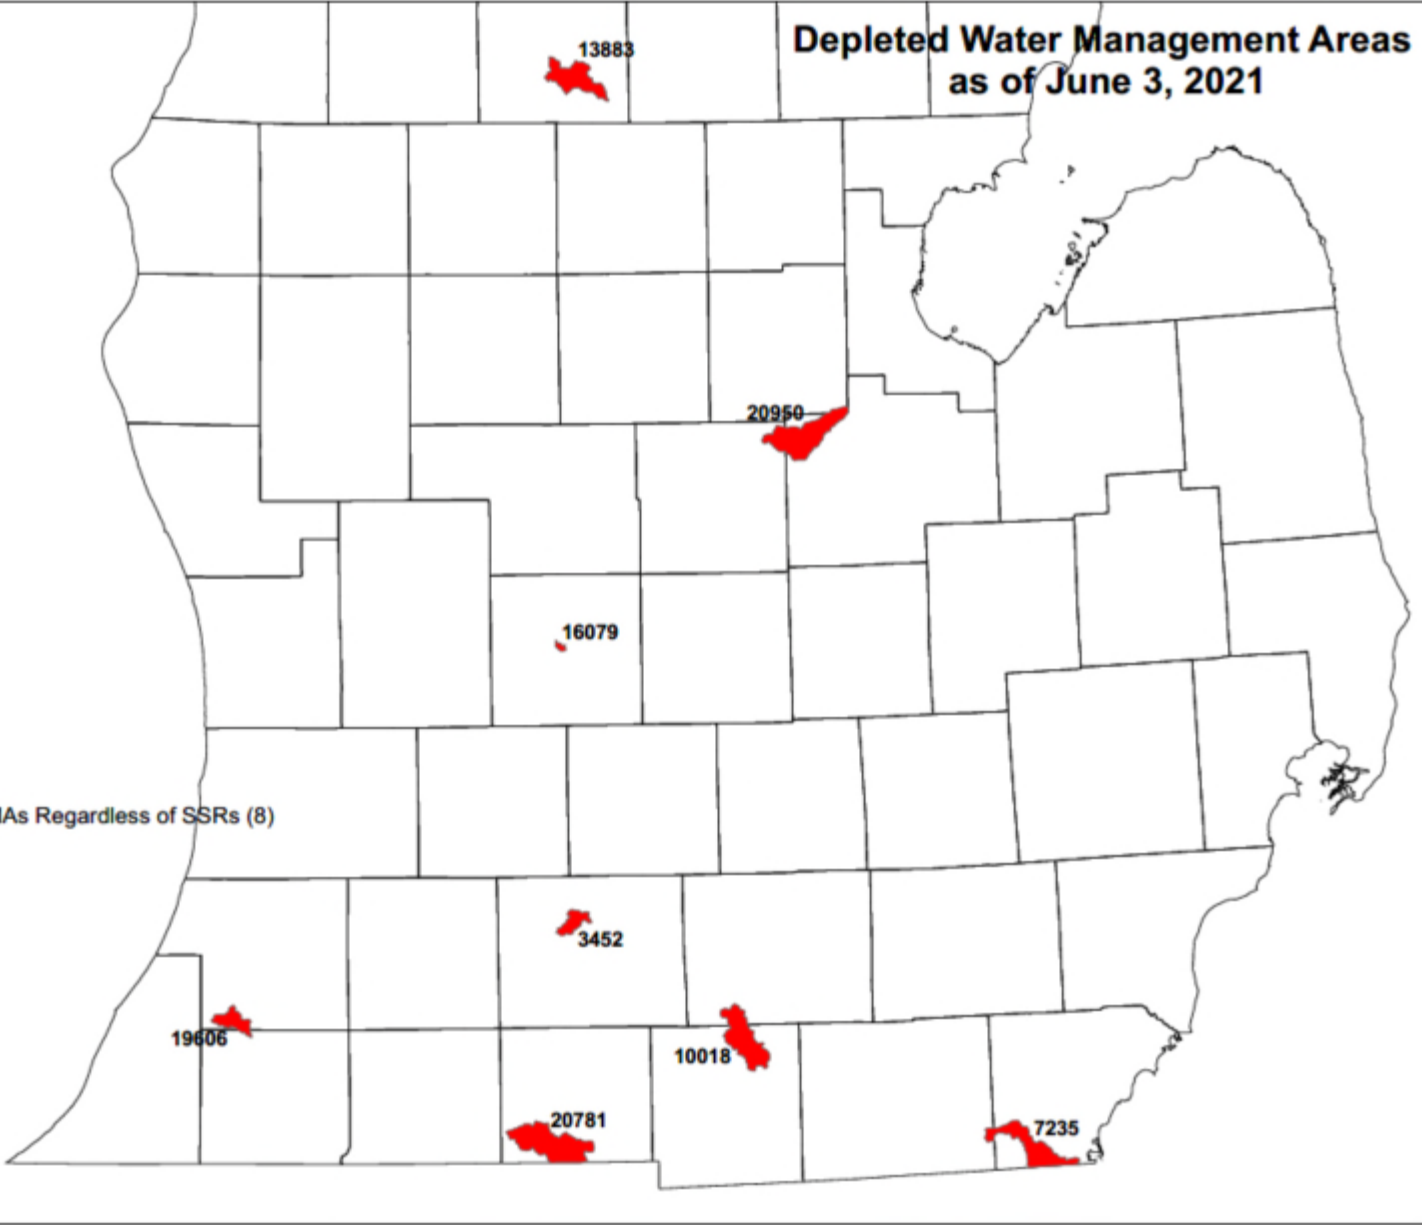 Depleted Water Management Areas
as of June 3, 2021
13883
20950
16079
IAs Regardless of SSRs (8)
3452
19606
10018
20781
7235